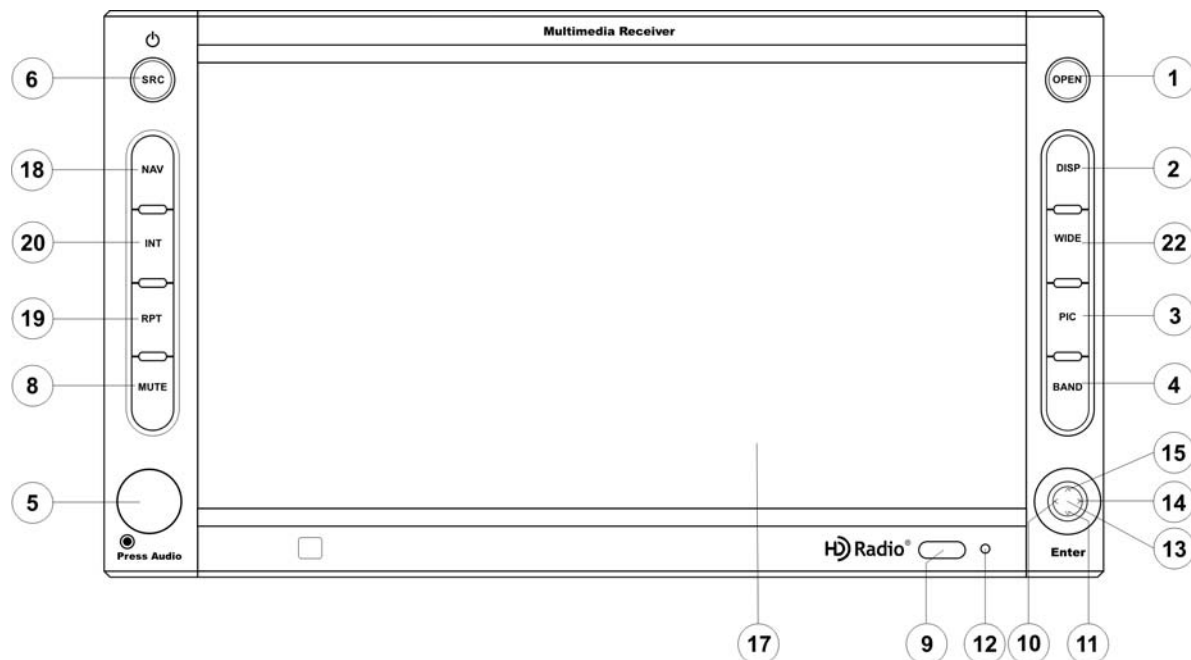 Multimedia Receiver
6
SRC
OPEN
1
18
NAV
DISP
2
20
INT
WIDE
22
19
RPT
PIC
3
8
MUTE
BAND
4
15
5
14
13
Press Audio
HD Radio®
Enter
17
9
12
10
11